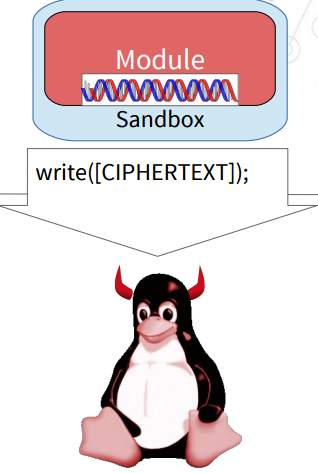 Module
Sandbox
write([CIPHERTEXT]);